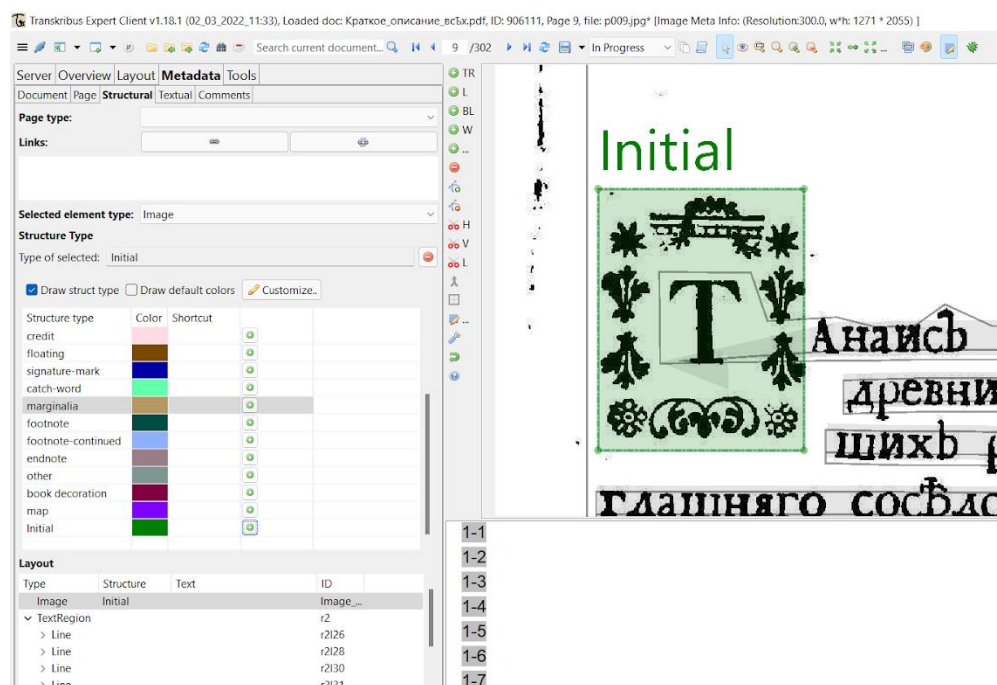 Transkribus Expert Client v1.18.1 (02_03_2022_11:33), Loaded doc: Краткое_описание_всѣх.pdf, ID: 906111, Page 9, file: p009.jpg* [Image Meta Info: (Resolution:300.0, w*h: 1271 * 2055) ]
Search current document... 9 /302 In Progress
Server Overview Layout Metadata Tools
Document Page Structural Textual Comments
Page type:
Links:
Selected element type: Image
Structure Type
Type of selected: Initial
Draw struct type Draw default colors Customize..
Structure type Color Shortcut
credit
floating
signature-mark
catch-word
marginalia
footnote
footnote-continued
endnote
other
book decoration
map
Initial
Layout
Type Structure Text ID
Image Initial Image_...
TextRegion r2
Line r2l26
Line r2l28
Line r2l30
Line r2l31
TR
L
BL
W
...
H
V
L
...
Initial
Т Анаисъ
древни
шихъ
глашняго сосѣдс
1-1
1-2
1-3
1-4
1-5
1-6
1-7